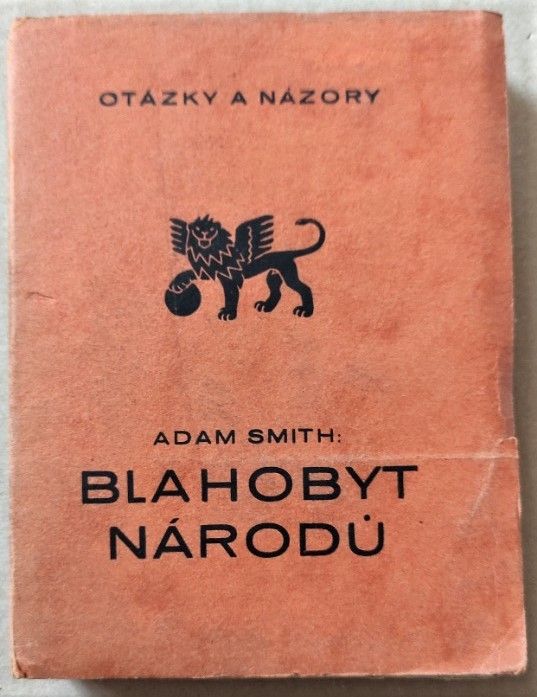 OTÁZKY A NÁZORY
ADAM SMITH:
BLAHOBYT
NÁRODŮ